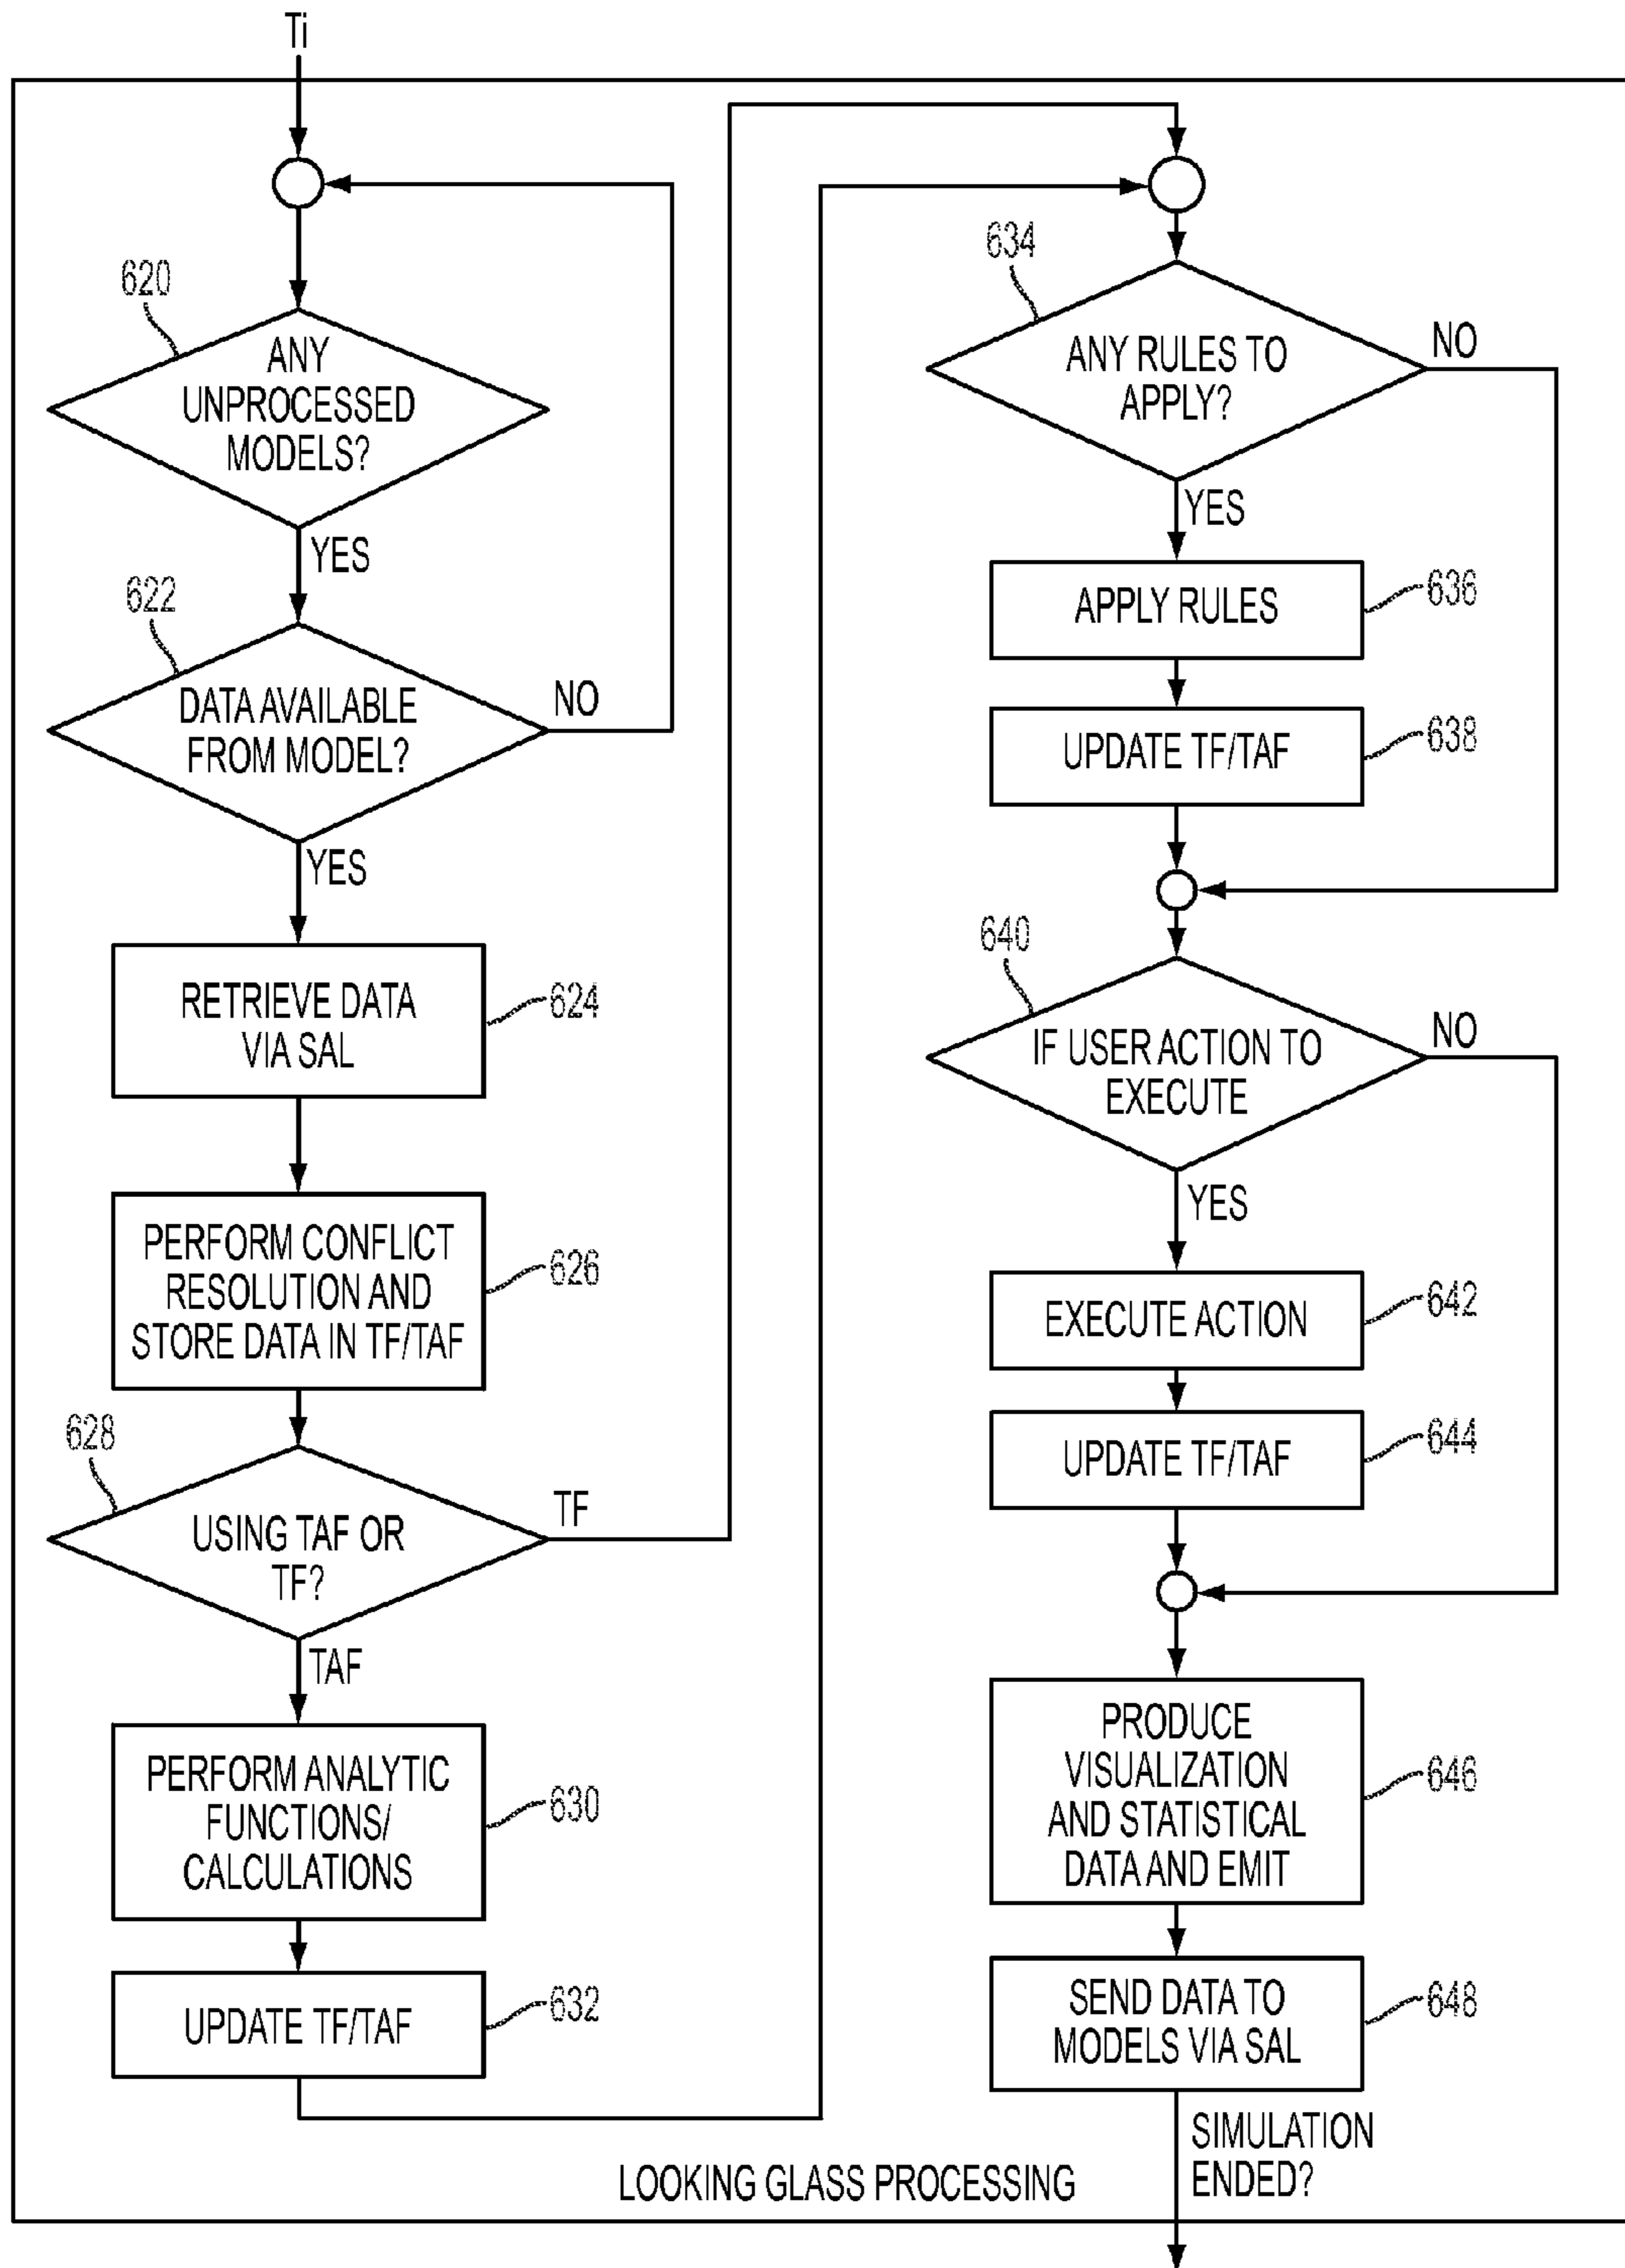 Ti
620
ANY
UNPROCESSED
MODELS?
YES
622
DATA AVAILABLE
FROM MODEL?
NO
YES
RETRIEVE DATA
VIA SAL
624
PERFORM CONFLICT
RESOLUTION AND
STORE DATA IN TF/TAF
626
628
USING TAF OR
TF?
TF
TAF
PERFORM ANALYTIC
FUNCTIONS/
CALCULATIONS
630
UPDATE TF/TAF
632
634
ANY RULES TO
APPLY?
NO
YES
APPLY RULES
636
UPDATE TF/TAF
638
640
IF USER ACTION TO
EXECUTE
NO
YES
EXECUTE ACTION
642
UPDATE TF/TAF
644
PRODUCE
VISUALIZATION
AND STATISTICAL
DATA AND EMIT
646
SEND DATA TO
MODELS VIA SAL
648
SIMULATION
ENDED?
LOOKING GLASS PROCESSING